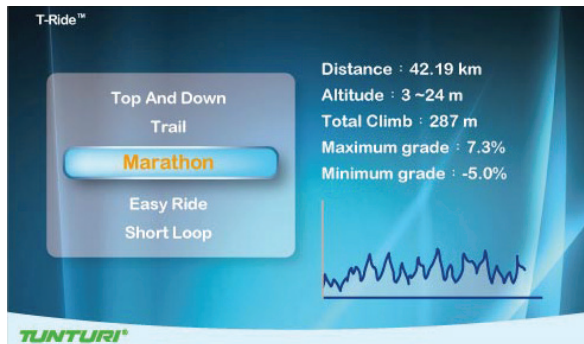 T-Ride™
Top And Down
Trail
Marathon
Easy Ride
Short Loop
Distance : 42.19 km
Altitude : 3 ~24 m
Total Climb : 287 m
Maximum grade : 7.3%
Minimum grade : -5.0%
TUNTURI®